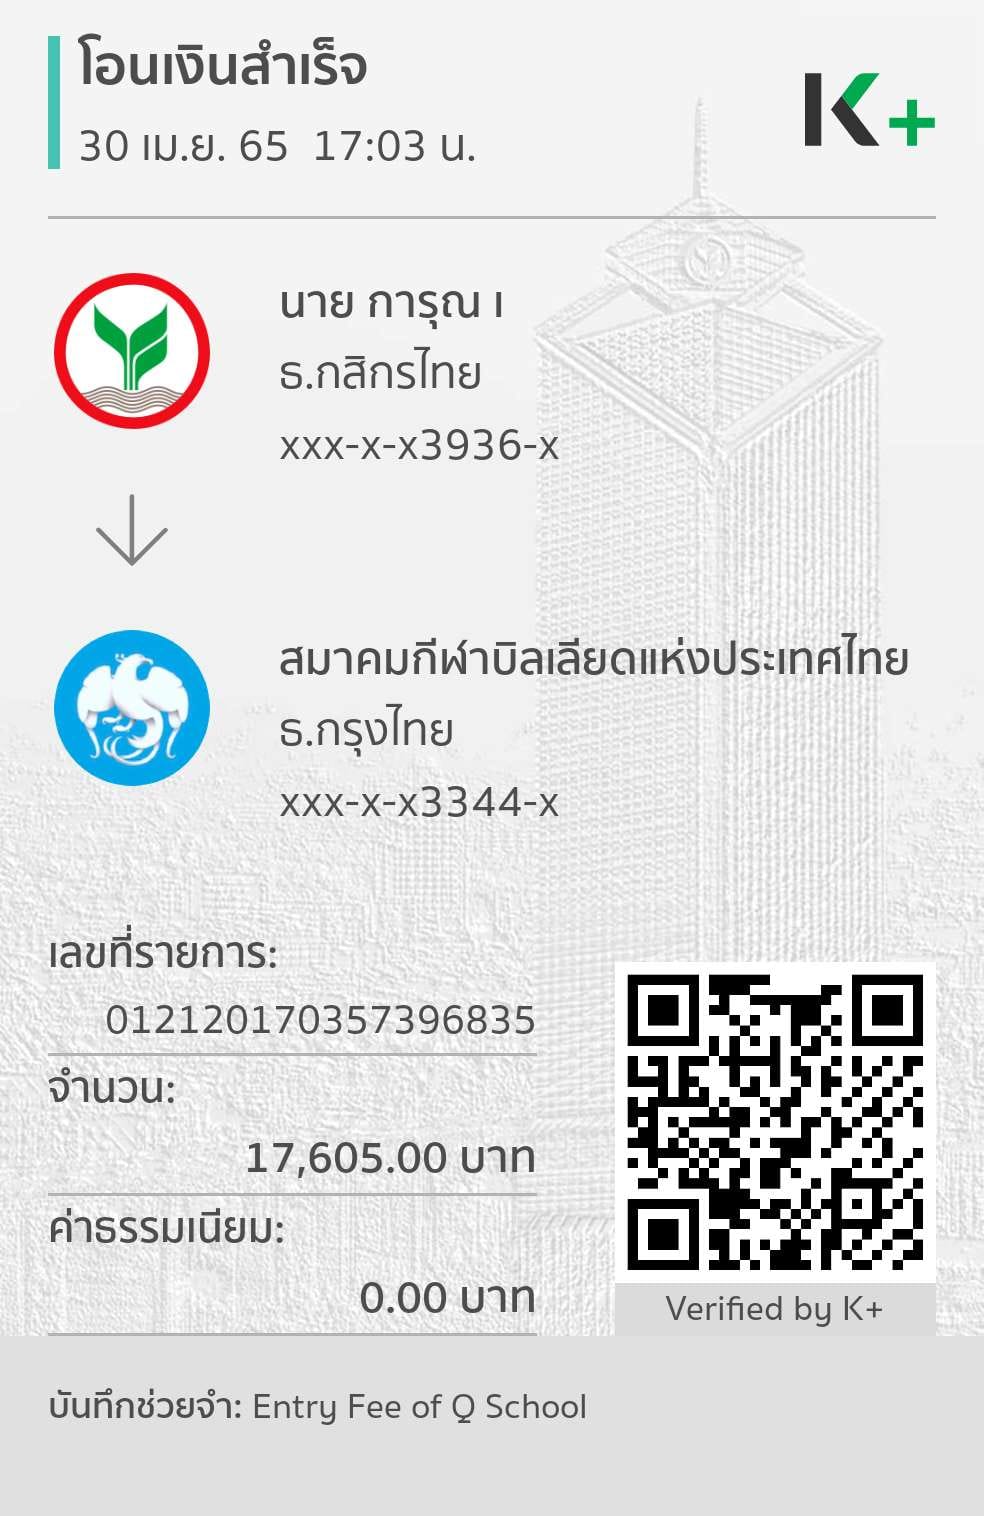 โอนเงินสำเร็จ
30 เม.ย. 65 17:03 น.
K+
นาย การุณ เ
ธ.กสิกรไทย
xxx-x-x3936-x
สมาคมกีฬาบิลเลียดแห่งประเทศไทย
ธ.กรุงไทย
xxx-x-x3344-x
เลขที่รายการ:
012120170357396835
จำนวน:
17,605.00 บาท
ค่าธรรมเนียม:
0.00 บาท
Verified by K+
บันทึกช่วยจำ: Entry Fee of Q School